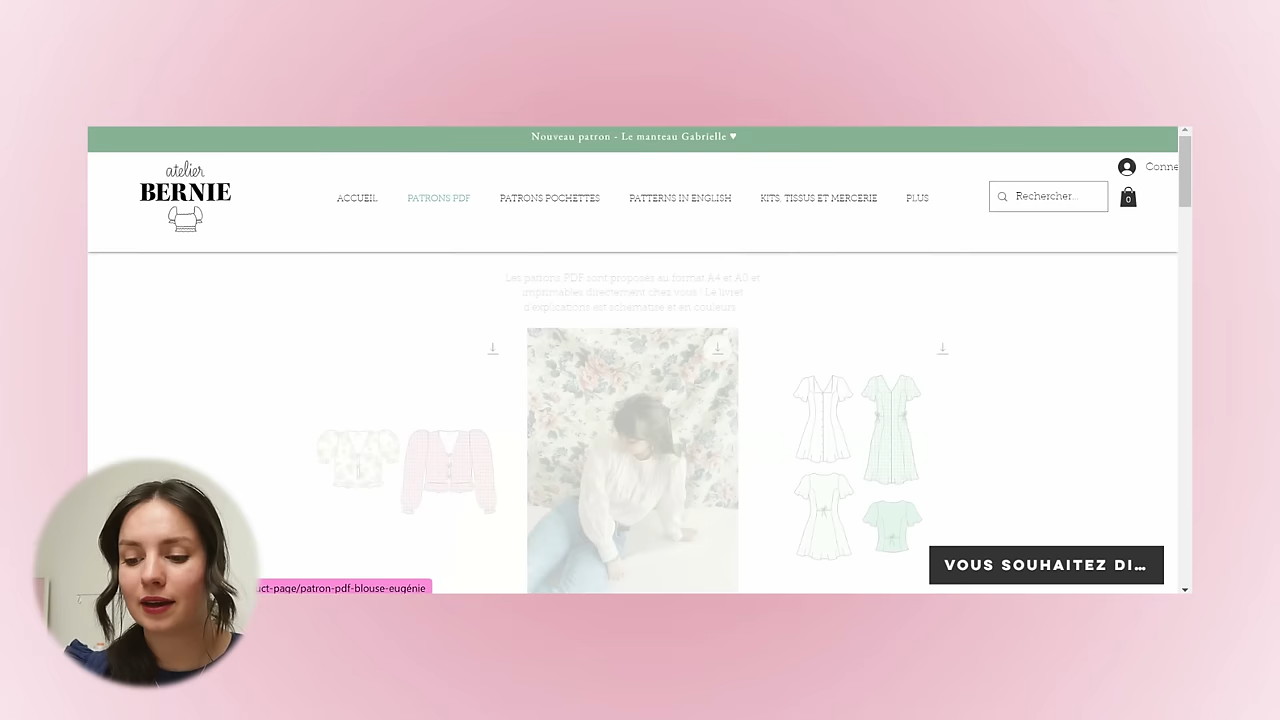 Nouveau patron - Le manteau Gabrielle ♥
atelier
BERNIE
ACCUEIL
PATRONS PDF
PATRONS POCHETTES
PATTERNS IN ENGLISH
KITS, TISSUS ET MERCERIE
PLUS
Rechercher...
Conne
0
Les patrons PDF sont proposés au format A4 et A0 et
imprimables directement chez vous ! Le livret
d'explications est schématisé et en couleurs.
VOUS SOUHAITEZ DI...
uct-page/patron-pdf-blouse-eugénie